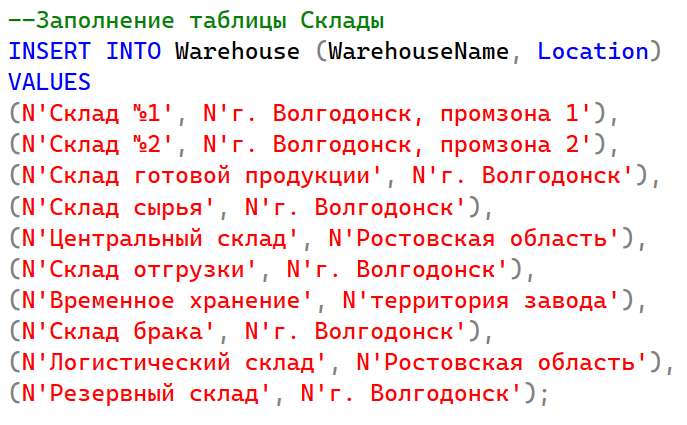 --Заполнение таблицы Склады
INSERT INTO Warehouse (WarehouseName, Location)
VALUES
(N'Склад №1', N'г. Волгодонск, промзона 1'),
(N'Склад №2', N'г. Волгодонск, промзона 2'),
(N'Склад готовой продукции', N'г. Волгодонск'),
(N'Склад сырья', N'г. Волгодонск'),
(N'Центральный склад', N'Ростовская область'),
(N'Склад отгрузки', N'г. Волгодонск'),
(N'Временное хранение', N'территория завода'),
(N'Склад брака', N'г. Волгодонск'),
(N'Логистический склад', N'Ростовская область'),
(N'Резервный склад', N'г. Волгодонск');